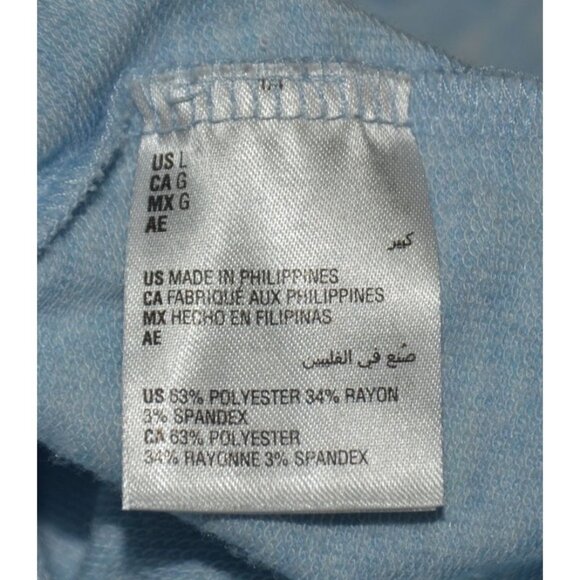 US L
CA G
MX G
AE
كبير
US MADE IN PHILIPPINES
CA FABRIQUÉ AUX PHILIPPINES
MX HECHO EN FILIPINAS
AE
صُنع في الفلبين
US 63% POLYESTER 34% RAYON
3% SPANDEX
CA 63% POLYESTER
34% RAYONNE 3% SPANDEX